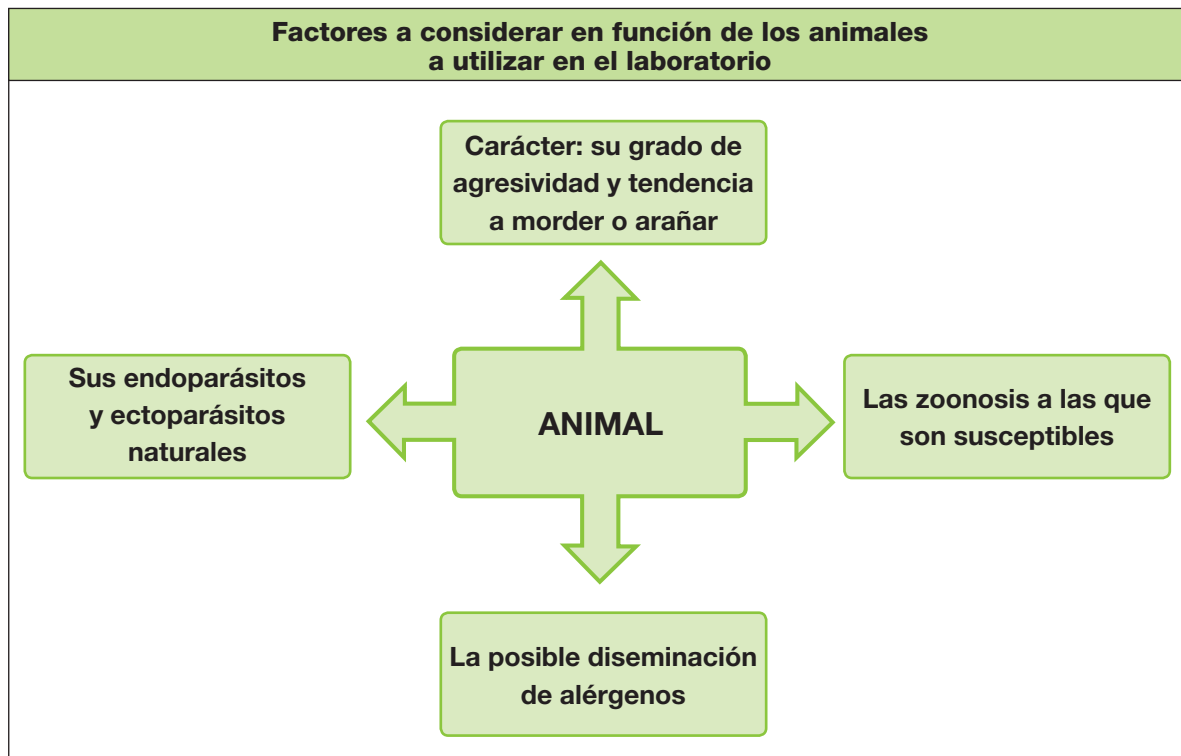 Factores a considerar en función de los animales
a utilizar en el laboratorio
Carácter: su grado de
agresividad y tendencia
a morder o arañar
Sus endoparásitos
y ectoparásitos
naturales
ANIMAL
Las zoonosis a las que
son susceptibles
La posible diseminación
de alérgenos